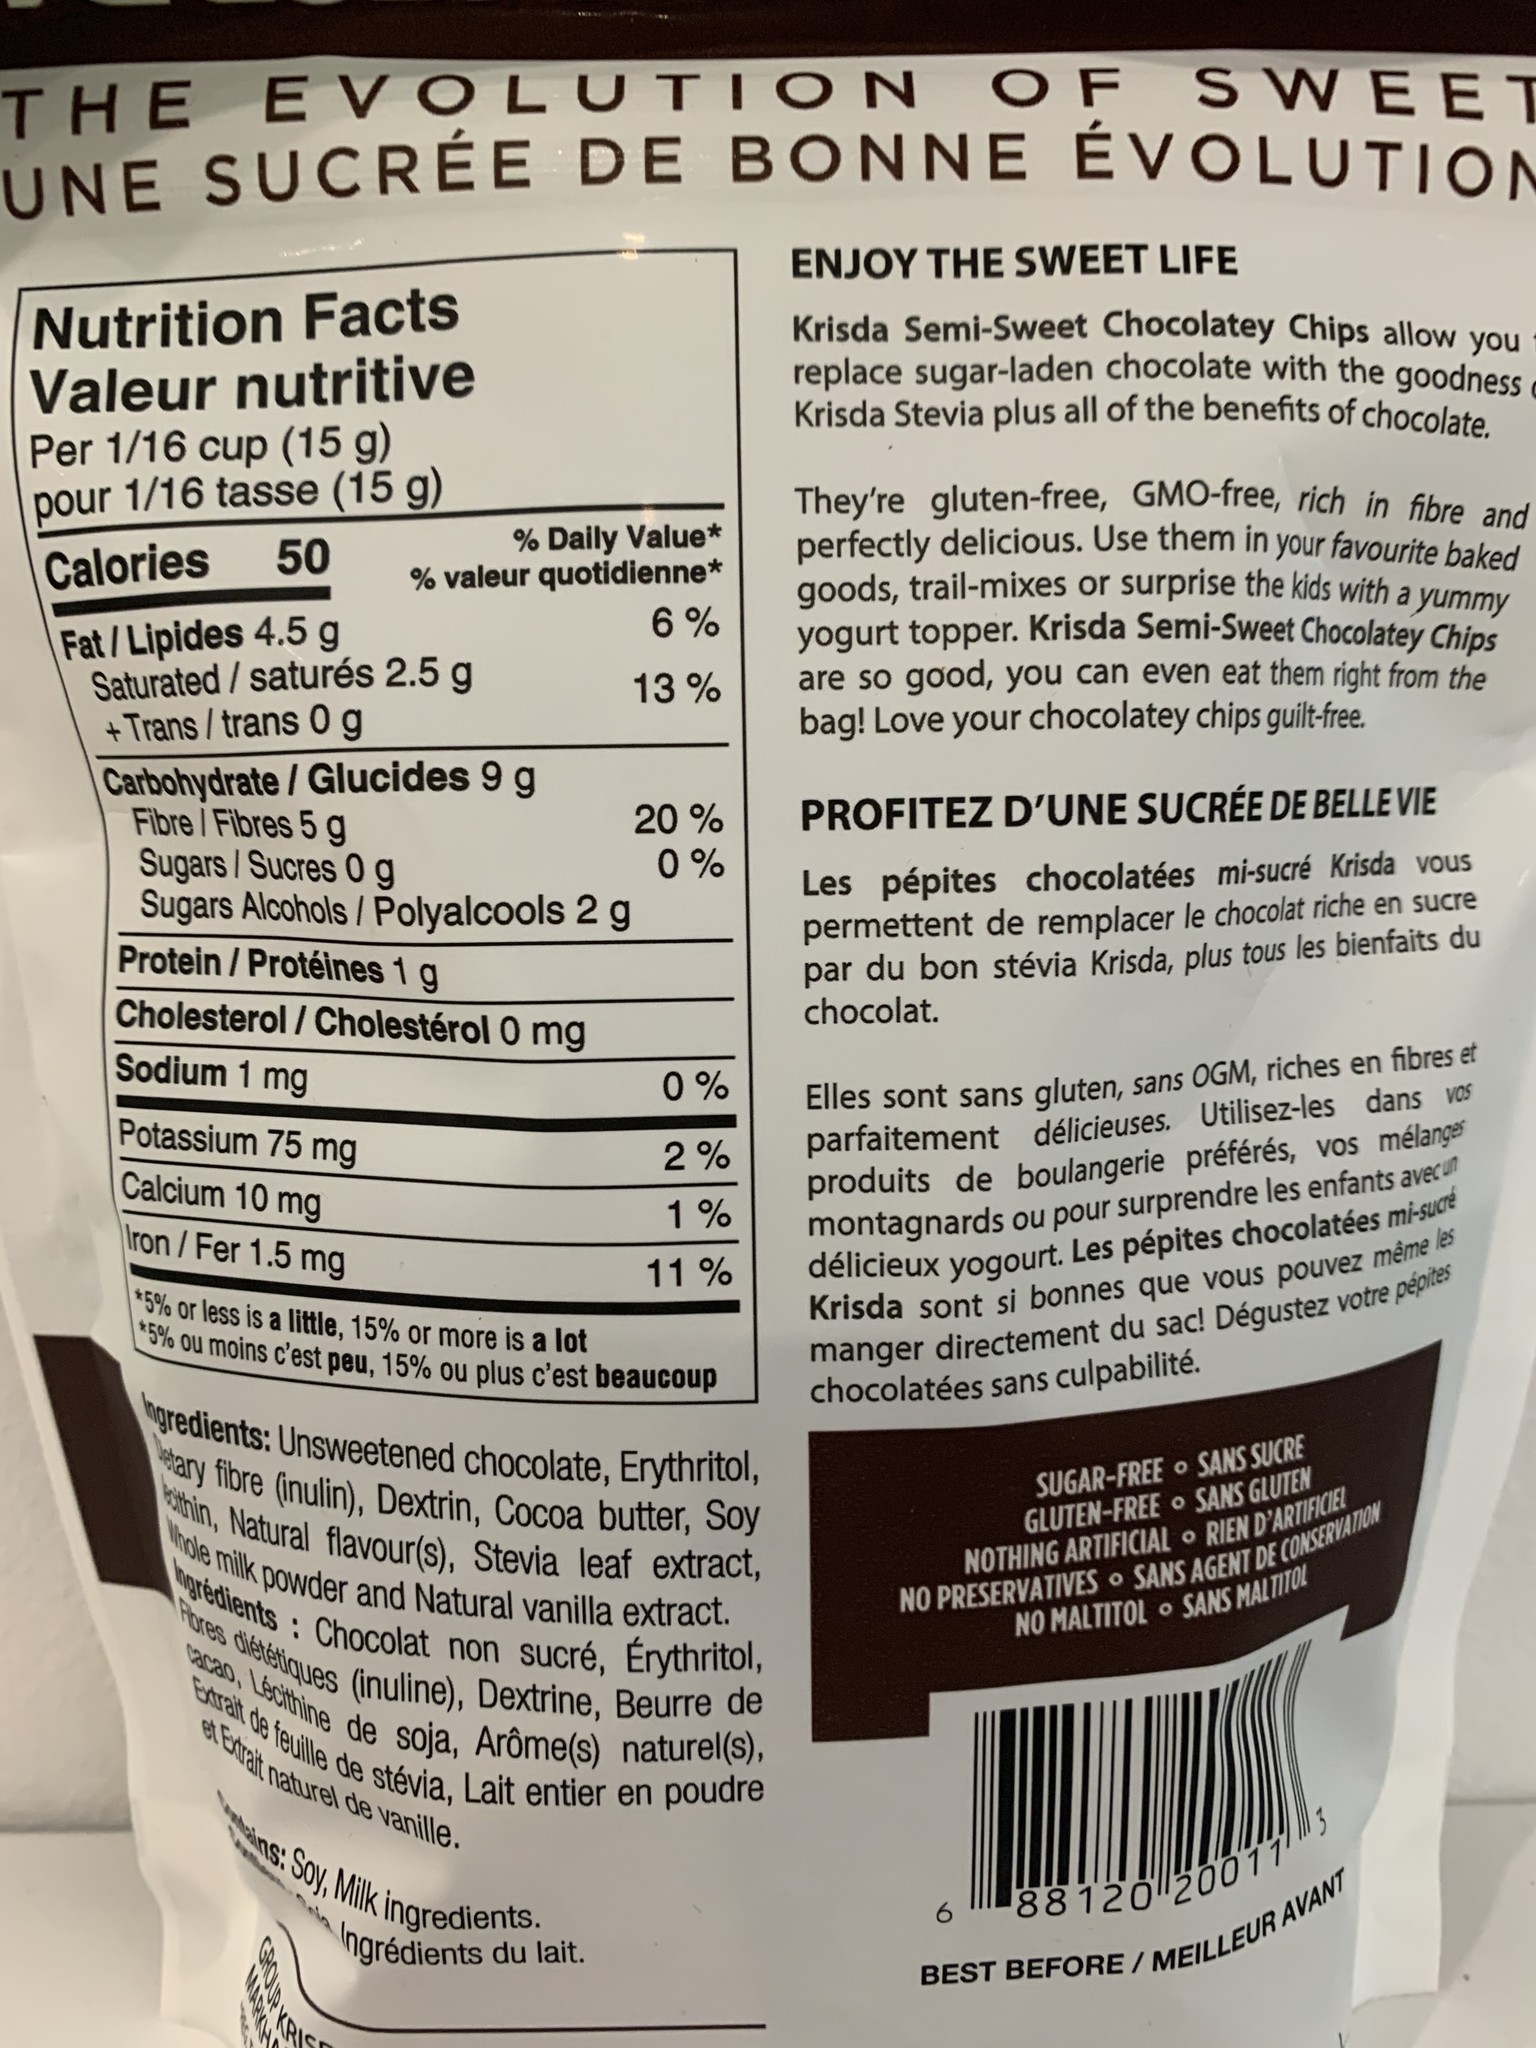 THE EVOLUTION OF SWEET
UNE SUCRÉE DE BONNE ÉVOLUTION
Nutrition Facts
Valeur nutritive
Per 1/16 cup (15 g)
pour 1/16 tasse (15 g)
Calories 50
% Daily Value*
% valeur quotidienne*
Fat / Lipides 4.5 g 6 %
Saturated / saturés 2.5 g
+ Trans / trans 0 g 13 %
Carbohydrate / Glucides 9 g
Fibre / Fibres 5 g 20 %
Sugars / Sucres 0 g 0 %
Sugars Alcohols / Polyalcools 2 g
Protein / Protéines 1 g
Cholesterol / Cholestérol 0 mg
Sodium 1 mg 0 %
Potassium 75 mg 2 %
Calcium 10 mg 1 %
Iron / Fer 1.5 mg 11 %
*5% or less is a little, 15% or more is a lot
*5% ou moins c'est peu, 15% ou plus c'est beaucoup
Ingredients: Unsweetened chocolate, Erythritol,
Dietary fibre (inulin), Dextrin, Cocoa butter, Soy
lecithin, Natural flavour(s), Stevia leaf extract,
Whole milk powder and Natural vanilla extract.
Ingrédients : Chocolat non sucré, Érythritol,
Fibres diététiques (inuline), Dextrine, Beurre de
cacao, Lécithine de soja, Arôme(s) naturel(s),
Extrait de feuille de stévia, Lait entier en poudre
et Extrait naturel de vanille.
Contains: Soy, Milk ingredients.
Ingrédients du lait.
GROUP
ENJOY THE SWEET LIFE
Krisda Semi-Sweet Chocolatey Chips allow you
replace sugar-laden chocolate with the goodness
Krisda Stevia plus all of the benefits of chocolate.
They're gluten-free, GMO-free, rich in fibre and
perfectly delicious. Use them in your favourite baked
goods, trail-mixes or surprise the kids with a yummy
yogurt topper. Krisda Semi-Sweet Chocolatey Chips
are so good, you can even eat them right from the
bag! Love your chocolatey chips guilt-free.
PROFITEZ D'UNE SUCRÉE DE BELLE VIE
Les pépites chocolatées mi-sucré Krisda vous
permettent de remplacer le chocolat riche en sucre
par du bon stévia Krisda, plus tous les bienfaits du
chocolat.
Elles sont sans gluten, sans OGM, riches en fibres et
parfaitement délicieuses. Utilisez-les dans vos
produits de boulangerie préférés, vos mélanges
montagnards ou pour surprendre les enfants avec un
délicieux yogourt. Les pépites chocolatées mi-sucré
Krisda sont si bonnes que vous pouvez même les
manger directement du sac! Dégustez votre pépites
chocolatées sans culpabilité.
SUGAR-FREE o SANS SUCRE
GLUTEN-FREE o SANS GLUTEN
NOTHING ARTIFICIAL o RIEN D'ARTIFICIEL
NO PRESERVATIVES o SANS AGENT DE CONSERVATION
NO MALTITOL o SANS MALTITOL
6 88120 20011 3
BEST BEFORE / MEILLEUR AVANT